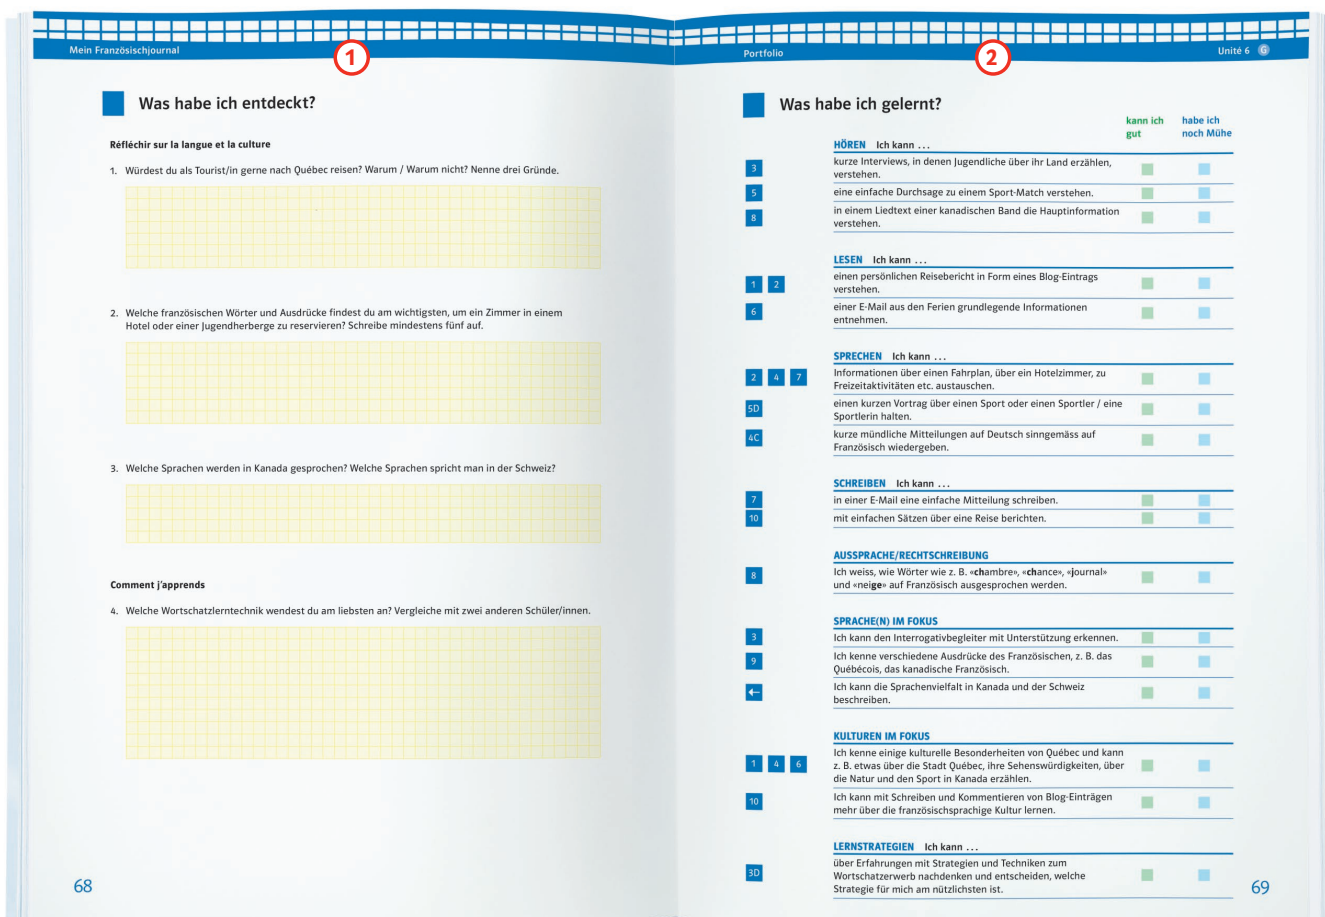 Mein Französischjournal
1
Was habe ich entdeckt?
Réfléchir sur la langue et la culture
1. Würdest du als Tourist/in gerne nach Québec reisen? Warum / Warum nicht? Nenne drei Gründe.
2. Welche französischen Wörter und Ausdrücke findest du am wichtigsten, um ein Zimmer in einem
Hotel oder einer Jugendherberge zu reservieren? Schreibe mindestens fünf auf.
3. Welche Sprachen werden in Kanada gesprochen? Welche Sprachen spricht man in der Schweiz?
Comment j'apprends
4. Welche Wortschatzlerntechnik wendest du am liebsten an? Vergleiche mit zwei anderen Schüler/innen.
68
Portfolio
2
Unité 6 G
Was habe ich gelernt?
kann ich
gut
habe ich
noch Mühe
HÖREN Ich kann ...
3 kurze Interviews, in denen Jugendliche über ihr Land erzählen,
verstehen.
5 eine einfache Durchsage zu einem Sport-Match verstehen.
8 in einem Liedtext einer kanadischen Band die Hauptinformation
verstehen.
LESEN Ich kann ...
1 2 einen persönlichen Reisebericht in Form eines Blog-Eintrags
verstehen.
6 einer E-Mail aus den Ferien grundlegende Informationen
entnehmen.
SPRECHEN Ich kann ...
2 4 7 Informationen über einen Fahrplan, über ein Hotelzimmer, zu
Freizeitaktivitäten etc. austauschen.
5D einen kurzen Vortrag über einen Sport oder einen Sportler / eine
Sportlerin halten.
4C kurze mündliche Mitteilungen auf Deutsch sinngemäss auf
Französisch wiedergeben.
SCHREIBEN Ich kann ...
7 in einer E-Mail eine einfache Mitteilung schreiben.
10 mit einfachen Sätzen über eine Reise berichten.
AUSSPRACHE/RECHTSCHREIBUNG
8 Ich weiss, wie Wörter wie z. B. «chambre», «chance», «journal»
und «neige» auf Französisch ausgesprochen werden.
SPRACHE(N) IM FOKUS
3 Ich kann den Interrogativbegleiter mit Unterstützung erkennen.
9 Ich kenne verschiedene Ausdrücke des Französischen, z. B. das
Québécois, das kanadische Französisch.
← Ich kann die Sprachenvielfalt in Kanada und der Schweiz
beschreiben.
KULTUREN IM FOKUS
1 4 6 Ich kenne einige kulturelle Besonderheiten von Québec und kann
z. B. etwas über die Stadt Québec, ihre Sehenswürdigkeiten, über
die Natur und den Sport in Kanada erzählen.
10 Ich kann mit Schreiben und Kommentieren von Blog-Einträgen
mehr über die französischsprachige Kultur lernen.
LERNSTRATEGIEN Ich kann ...
3D über Erfahrungen mit Strategien und Techniken zum
Wortschatzerwerb nachdenken und entscheiden, welche
Strategie für mich am nützlichsten ist.
69